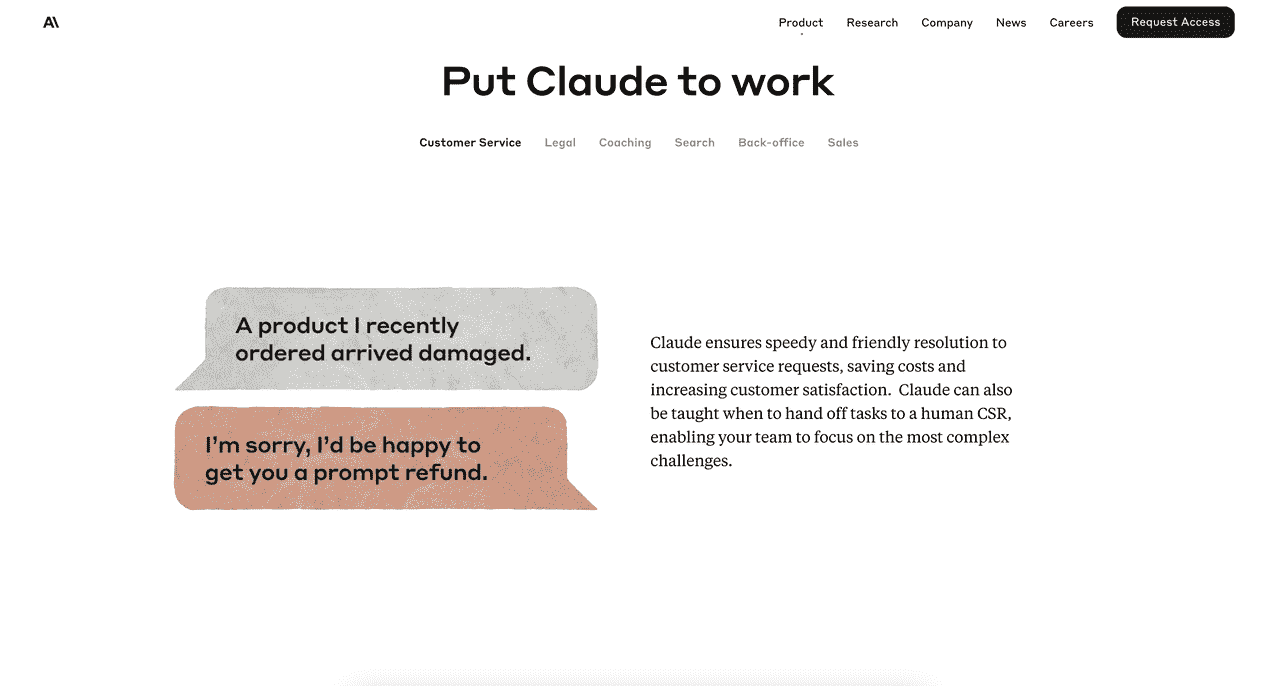 A\
Product Research Company News Careers Request Access
Put Claude to work
Customer Service Legal Coaching Search Back-office Sales
A product I recently
ordered arrived damaged.
I'm sorry, I'd be happy to
get you a prompt refund.
Claude ensures speedy and friendly resolution to
customer service requests, saving costs and
increasing customer satisfaction.  Claude can also
be taught when to hand off tasks to a human CSR,
enabling your team to focus on the most complex
challenges.